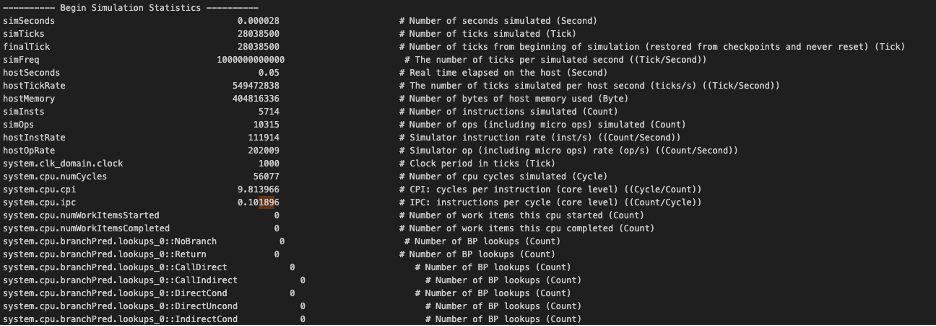 ---------- Begin Simulation Statistics ----------
simSeconds 0.000028 # Number of seconds simulated (Second)
simTicks 28038500 # Number of ticks simulated (Tick)
finalTick 28038500 # Number of ticks from beginning of simulation (restored from checkpoints and never reset) (Tick)
simFreq 1000000000000 # The number of ticks per simulated second ((Tick/Second))
hostSeconds 0.05 # Real time elapsed on the host (Second)
hostTickRate 549472838 # The number of ticks simulated per host second (ticks/s) ((Tick/Second))
hostMemory 404816336 # Number of bytes of host memory used (Byte)
simInsts 5714 # Number of instructions simulated (Count)
simOps 10315 # Number of ops (including micro ops) simulated (Count)
hostInstRate 111914 # Simulator instruction rate (inst/s) ((Count/Second))
hostOpRate 202009 # Simulator op (including micro ops) rate (op/s) ((Count/Second))
system.clk_domain.clock 1000 # Clock period in ticks (Tick)
system.cpu.numCycles 56077 # Number of cpu cycles simulated (Cycle)
system.cpu.cpi 9.813966 # CPI: cycles per instruction (core level) ((Cycle/Count))
system.cpu.ipc 0.101896 # IPC: instructions per cycle (core level) ((Count/Cycle))
system.cpu.numWorkItemsStarted 0 # Number of work items this cpu started (Count)
system.cpu.numWorkItemsCompleted 0 # Number of work items this cpu completed (Count)
system.cpu.branchPred.lookups_0::NoBranch 0 # Number of BP lookups (Count)
system.cpu.branchPred.lookups_0::Return 0 # Number of BP lookups (Count)
system.cpu.branchPred.lookups_0::CallDirect 0 # Number of BP lookups (Count)
system.cpu.branchPred.lookups_0::CallIndirect 0 # Number of BP lookups (Count)
system.cpu.branchPred.lookups_0::DirectCond 0 # Number of BP lookups (Count)
system.cpu.branchPred.lookups_0::DirectUncond 0 # Number of BP lookups (Count)
system.cpu.branchPred.lookups_0::IndirectCond 0 # Number of BP lookups (Count)